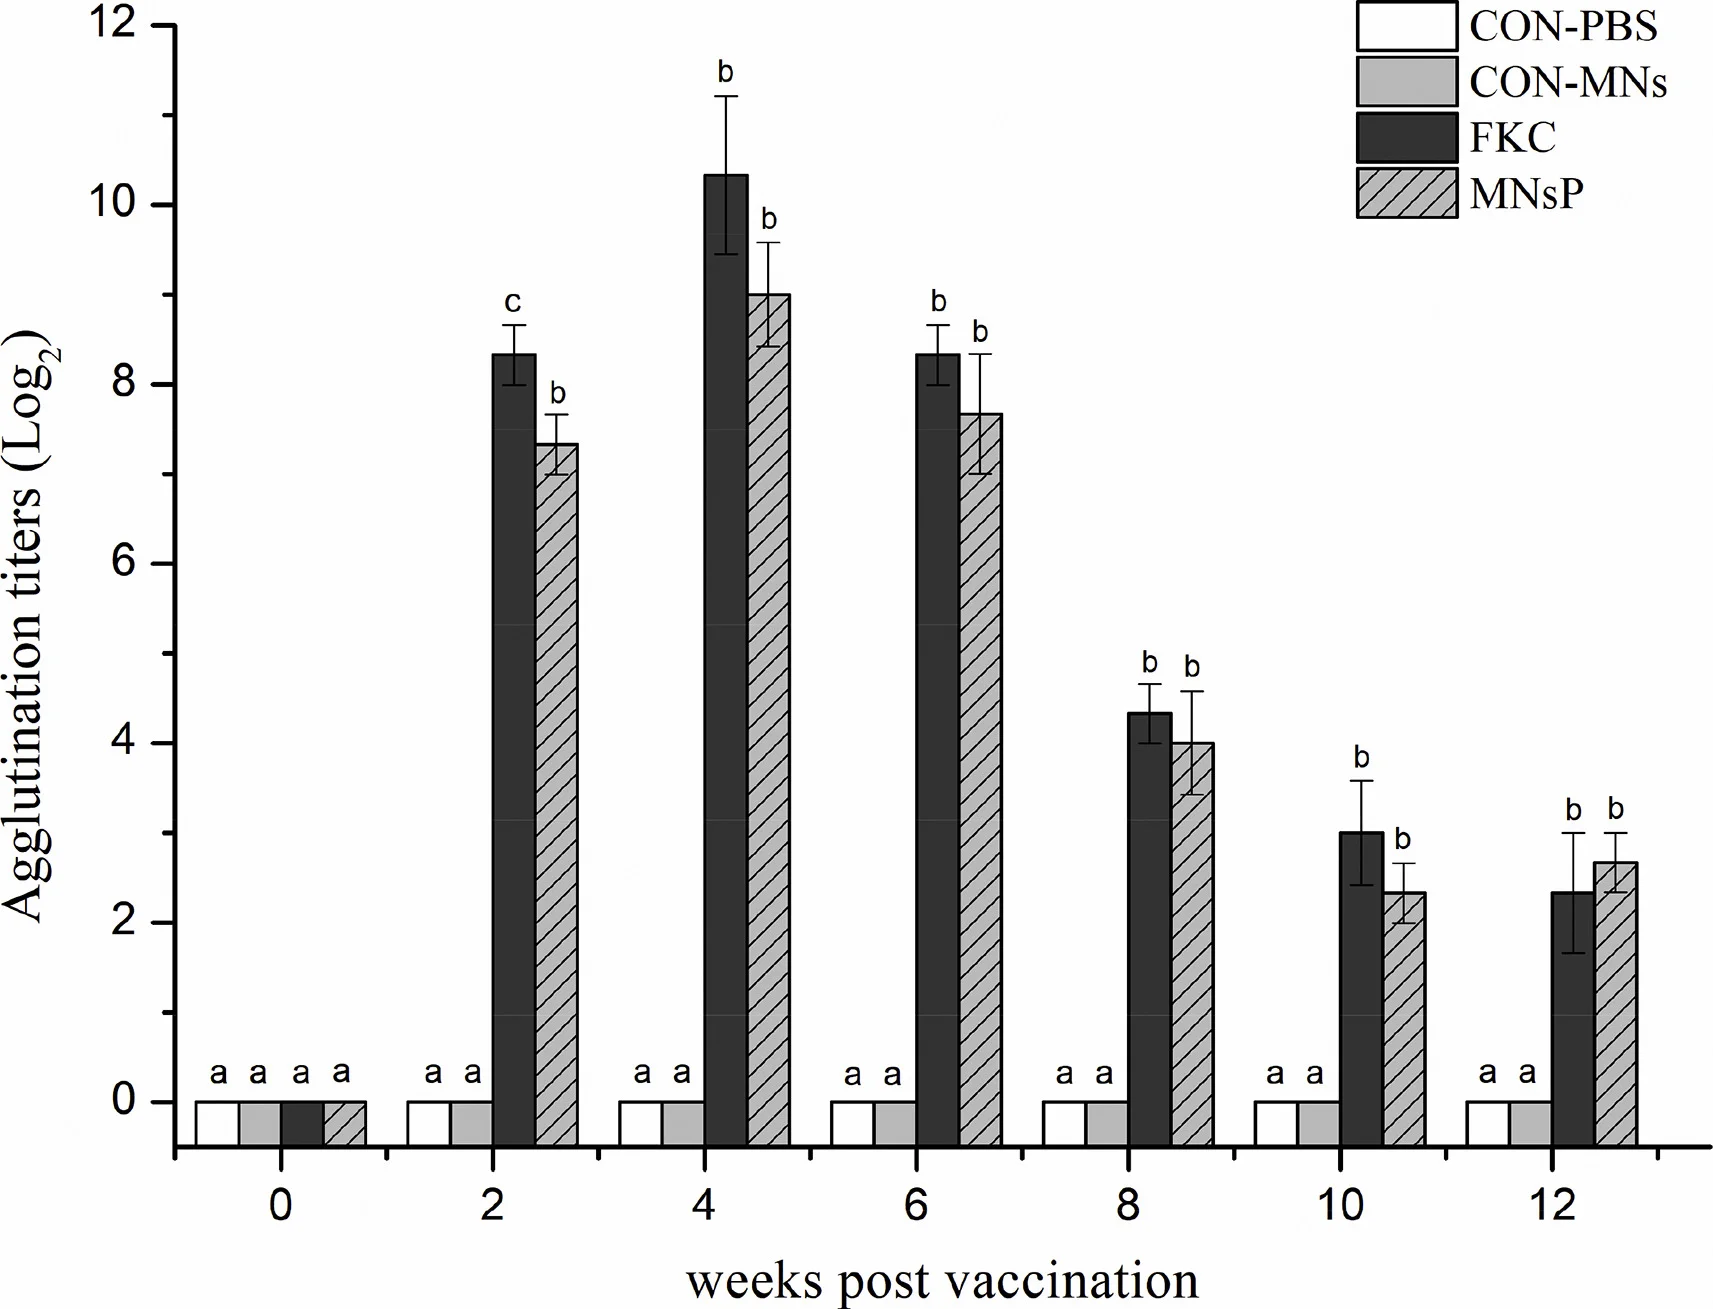 CON-PBS
CON-MNs
FKC
MNsP
Agglutination titers (Log2)
12
10
8
6
4
2
0
b
b
c
b
b
b
b
b
b
b
b
b
a a a a a a a a a a a a a a a a
0 2 4 6 8 10 12
weeks post vaccination